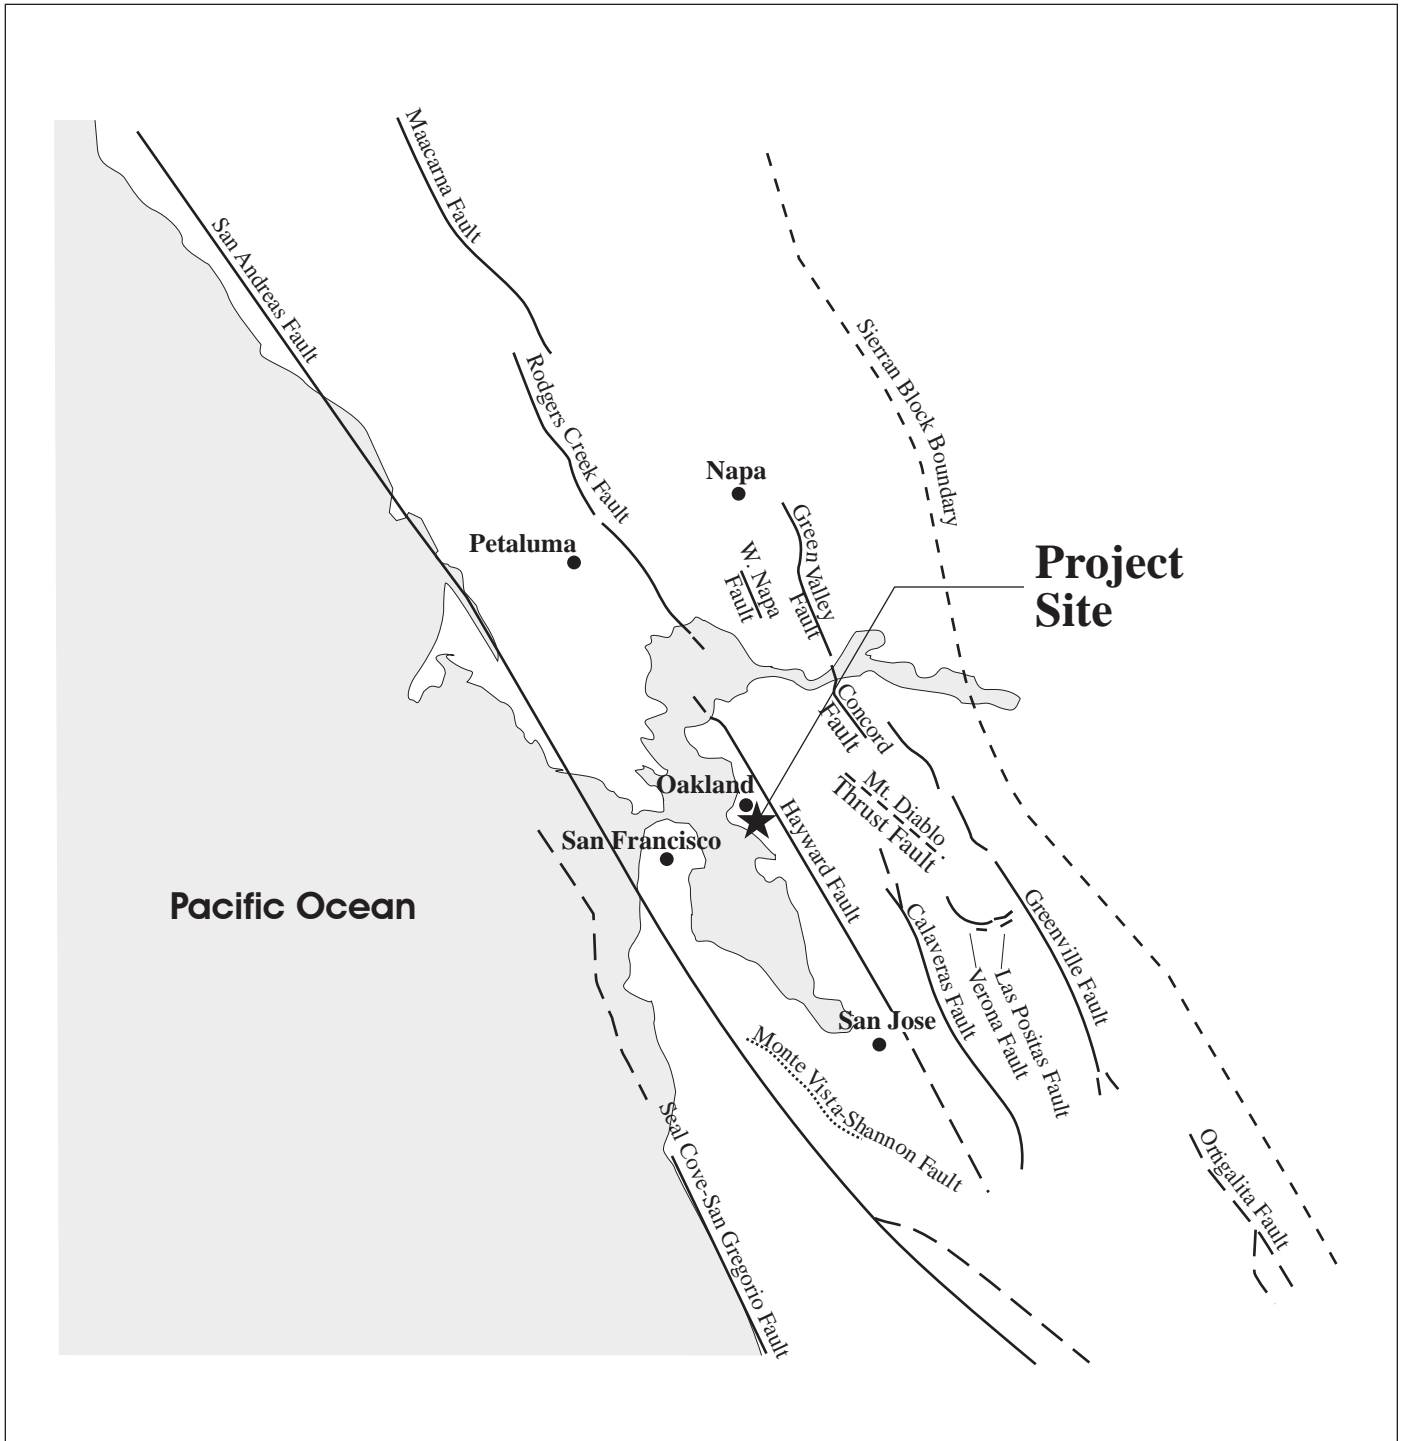 Maacarna Fault
San Andreas Fault
Sierran Block Boundary
Rodgers Creek Fault
Napa
Petaluma
Green Valley
Fault
W. Napa
Fault
Project
Site
Concord
Fault
Oakland
Mt. Diablo
Thrust Fault
San Francisco
Hayward Fault
Pacific Ocean
Calaveras Fault
Greenville Fault
Las Positas Fault
Verona Fault
San Jose
Monte Vista-Shannon Fault
Seal Cove-San Gregorio Fault
Ortigalita Fault